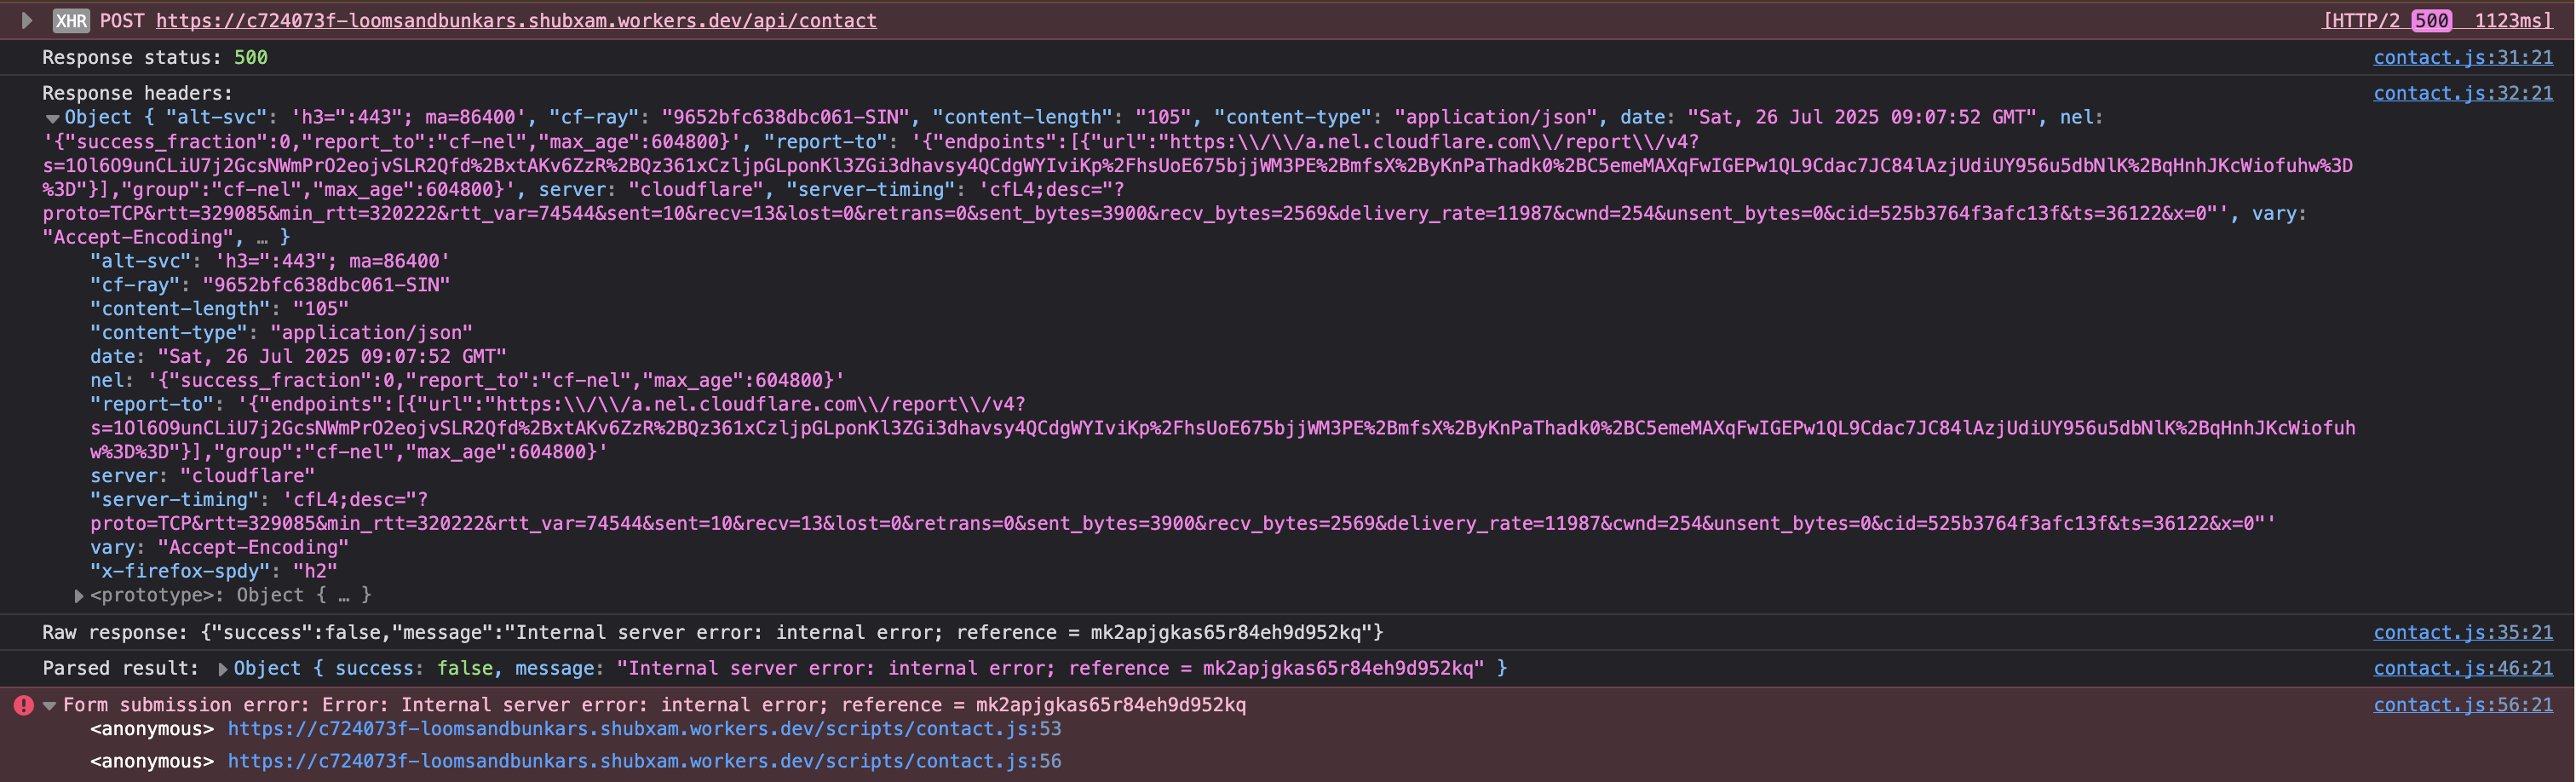 XHR POST https://c724073f-loomsandbunkars.shubxam.workers.dev/api/contact [HTTP/2 500 1123ms]
Response status: 500 contact.js:31:21
Response headers: contact.js:32:21
Object { "alt-svc": 'h3=":443"; ma=86400', "cf-ray": "9652bfc638dbc061-SIN", "content-length": "105", "content-type": "application/json", date: "Sat, 26 Jul 2025 09:07:52 GMT", nel:
'{"success_fraction":0,"report_to":"cf-nel","max_age":604800}', "report-to": '{"endpoints":[{"url":"https:\\/\\/a.nel.cloudflare.com\\/report\\/v4?
s=1Ol6O9unCLiU7j2GcsNWmPrO2eojvSLR2Qfd%2BxtAKv6ZzR%2BQz361xCzljpGLponKl3ZGi3dhavsy4QCdgWYIviKp%2FhsUoE675bjjWM3PE%2BmfsX%2ByKnPaThadk0%2BC5emeMAXqFwIGEPw1QL9Cdac7JC84lAzjUdiUY956u5dbNlK%2BqHnhJKcWiofuhw%3D
%3D"}],"group":"cf-nel","max_age":604800}', server: "cloudflare", "server-timing": 'cfL4;desc="?
proto=TCP&rtt=329085&min_rtt=320222&rtt_var=74544&sent=10&recv=13&lost=0&retrans=0&sent_bytes=3900&recv_bytes=2569&delivery_rate=11987&cwnd=254&unsent_bytes=0&cid=525b3764f3afc13f&ts=36122&x=0"', vary:
"Accept-Encoding", … }
"alt-svc": 'h3=":443"; ma=86400'
"cf-ray": "9652bfc638dbc061-SIN"
"content-length": "105"
"content-type": "application/json"
date: "Sat, 26 Jul 2025 09:07:52 GMT"
nel: '{"success_fraction":0,"report_to":"cf-nel","max_age":604800}'
"report-to": '{"endpoints":[{"url":"https:\\/\\/a.nel.cloudflare.com\\/report\\/v4?
s=1Ol6O9unCLiU7j2GcsNWmPrO2eojvSLR2Qfd%2BxtAKv6ZzR%2BQz361xCzljpGLponKl3ZGi3dhavsy4QCdgWYIviKp%2FhsUoE675bjjWM3PE%2BmfsX%2ByKnPaThadk0%2BC5emeMAXqFwIGEPw1QL9Cdac7JC84lAzjUdiUY956u5dbNlK%2BqHnhJKcWiofuh
w%3D%3D"}],"group":"cf-nel","max_age":604800}'
server: "cloudflare"
"server-timing": 'cfL4;desc="?
proto=TCP&rtt=329085&min_rtt=320222&rtt_var=74544&sent=10&recv=13&lost=0&retrans=0&sent_bytes=3900&recv_bytes=2569&delivery_rate=11987&cwnd=254&unsent_bytes=0&cid=525b3764f3afc13f&ts=36122&x=0"'
vary: "Accept-Encoding"
"x-firefox-spdy": "h2"
<prototype>: Object { … }
Raw response: {"success":false,"message":"Internal server error: internal error; reference = mk2apjgkas65r84eh9d952kq"} contact.js:35:21
Parsed result: Object { success: false, message: "Internal server error: internal error; reference = mk2apjgkas65r84eh9d952kq" } contact.js:46:21
Form submission error: Error: Internal server error: internal error; reference = mk2apjgkas65r84eh9d952kq contact.js:56:21
<anonymous> https://c724073f-loomsandbunkars.shubxam.workers.dev/scripts/contact.js:53
<anonymous> https://c724073f-loomsandbunkars.shubxam.workers.dev/scripts/contact.js:56